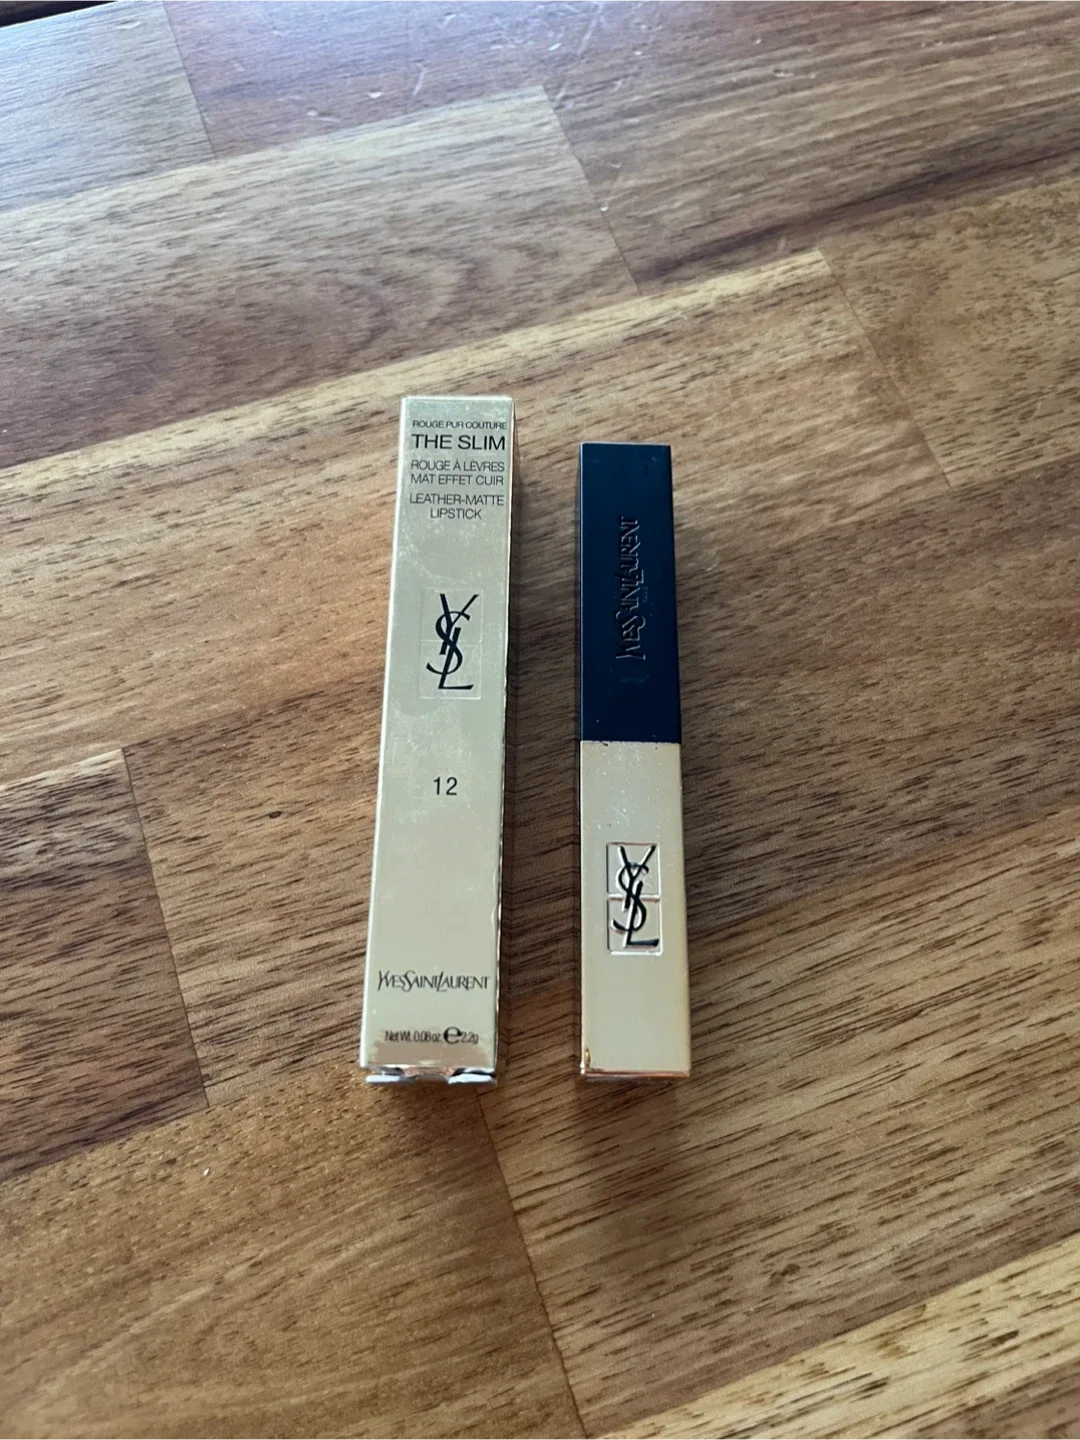 ROUGE PUR COUTURE
THE SLIM
ROUGE À LÈVRES
MAT EFFET CUIR
LEATHER-MATTE
LIPSTICK
YSL
12
YVESSAINTLAURENT
Net Wt. 0.08 oz. ℮ 2.2g
YVESSAINTLAURENT
YSL